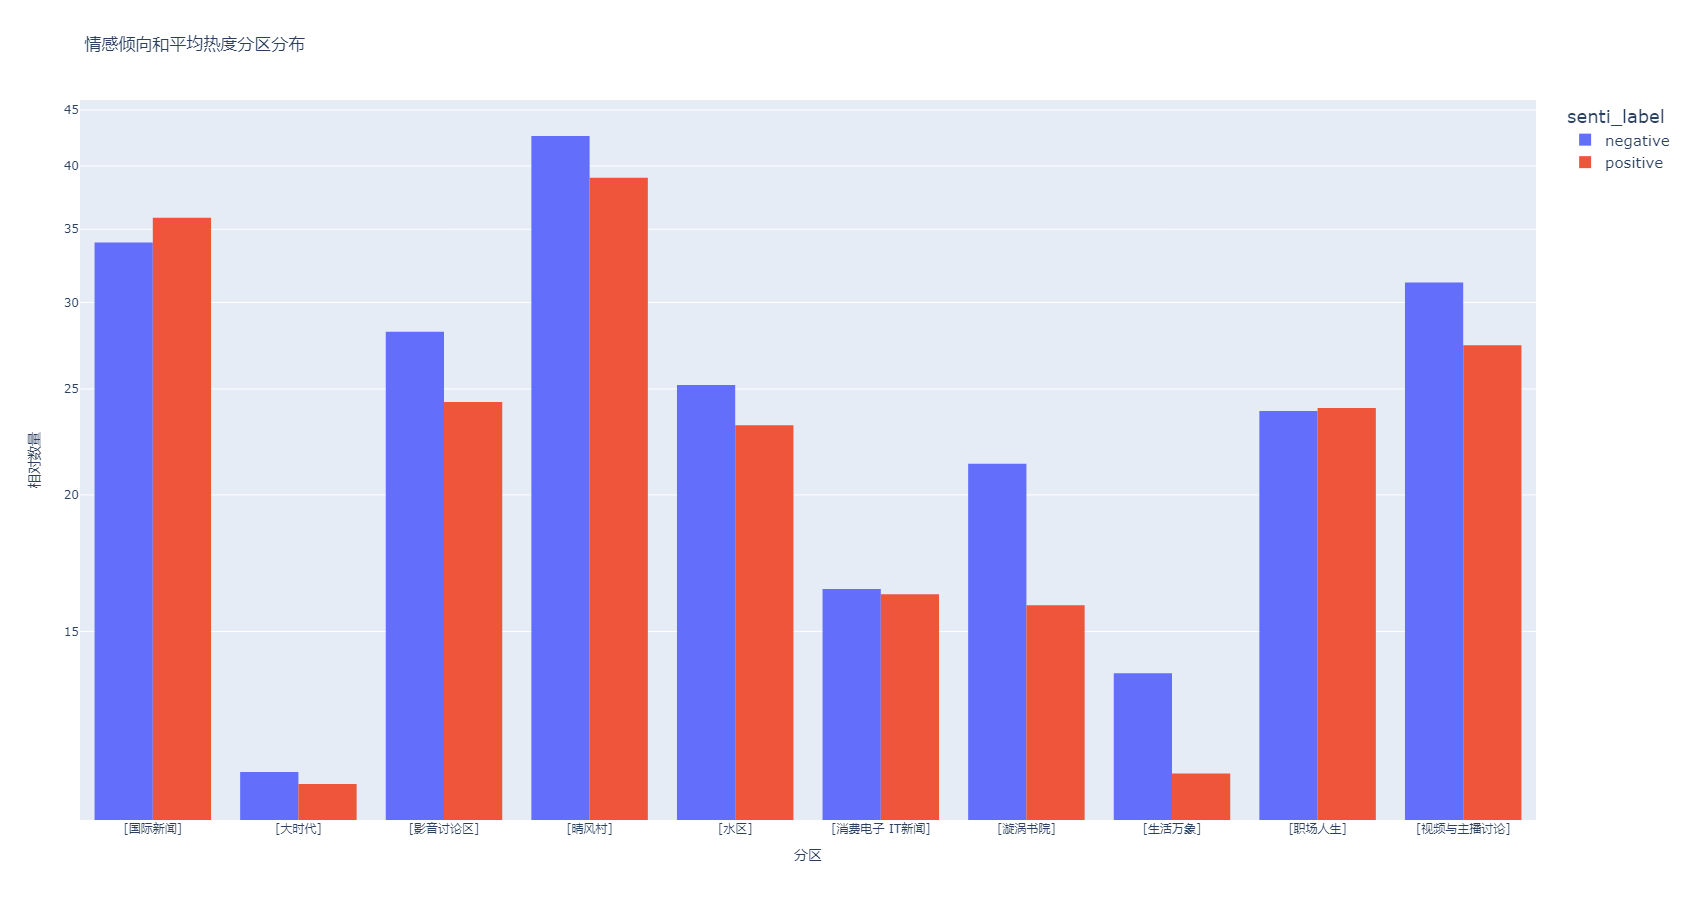 情感倾向和平均热度分区分布
senti_label
negative
positive
相对数量
45
40
35
30
25
20
15
[国际新闻]
[大时代]
[影音讨论区]
[晴风村]
[水区]
[消费电子 IT新闻]
[漩涡书院]
[生活万象]
[职场人生]
[视频与主播讨论]
分区